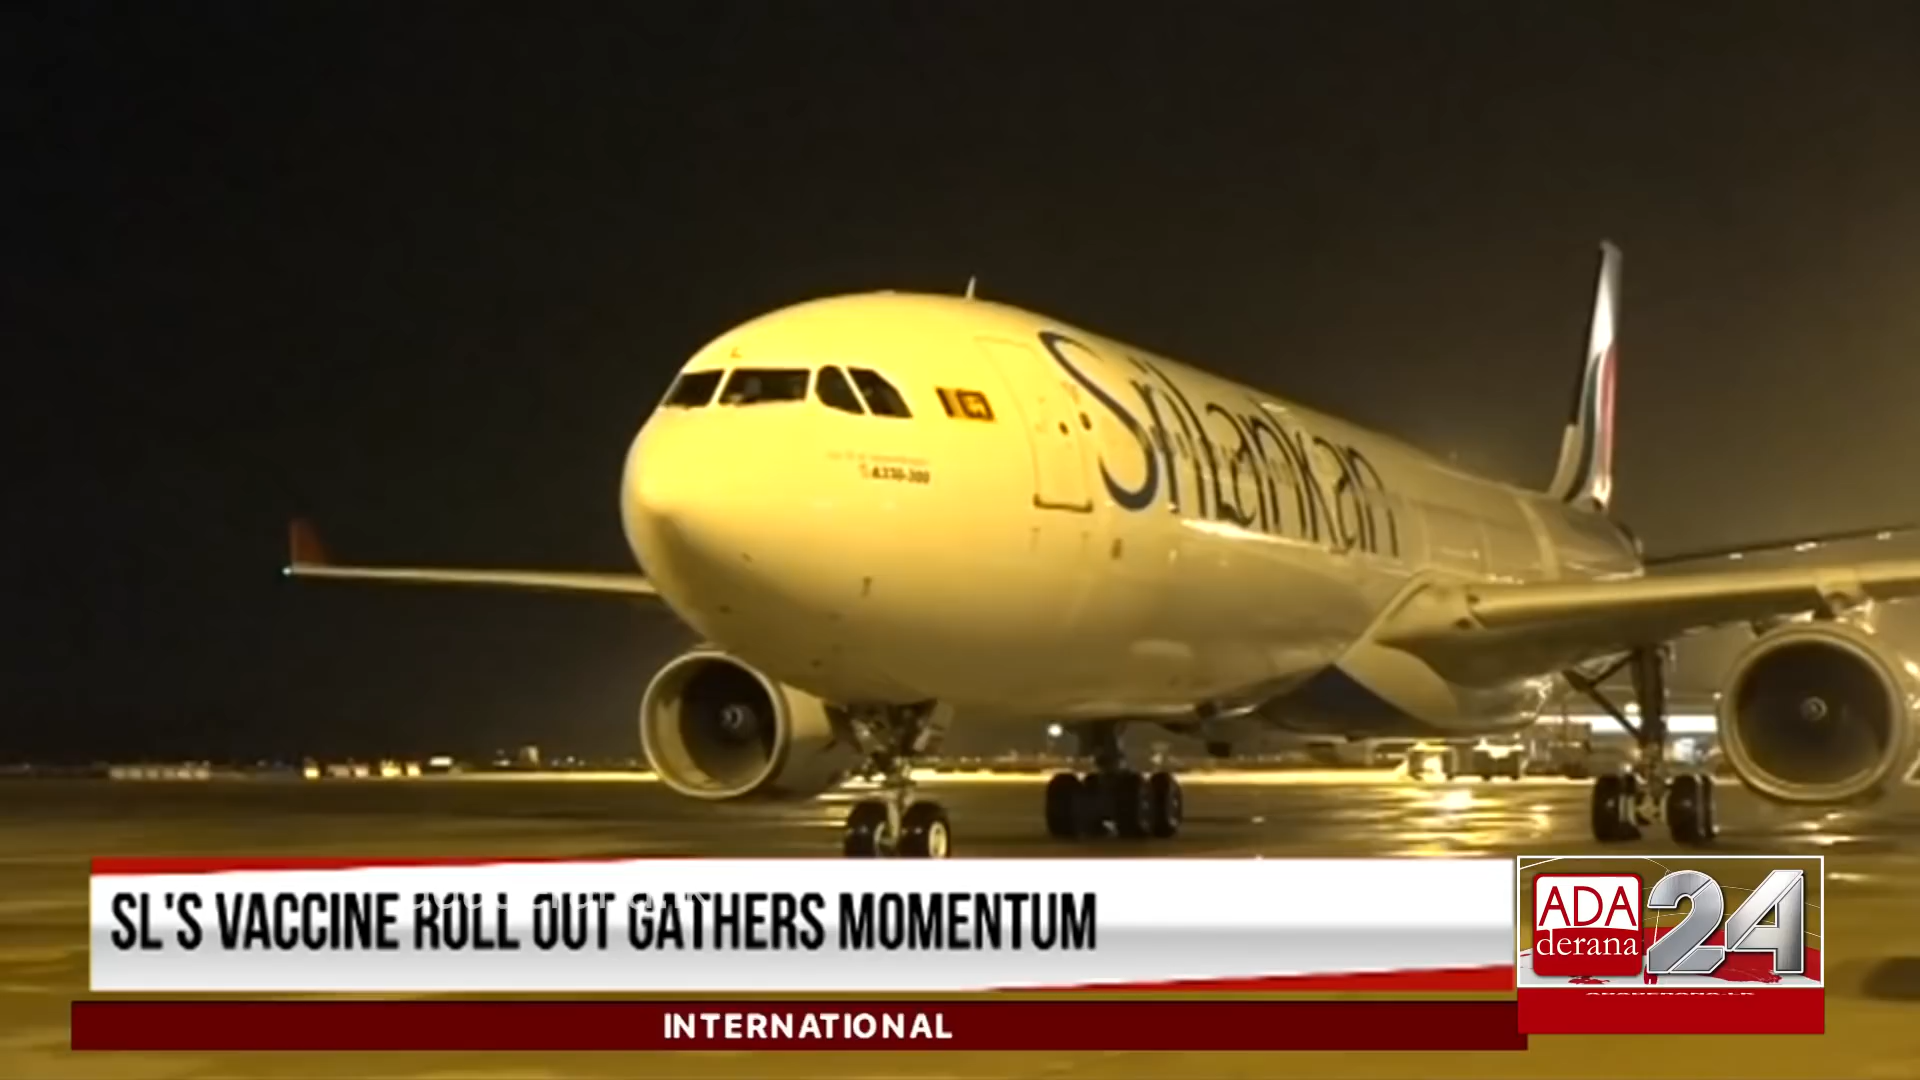 SriLankan
A330-300
SL'S VACCINE ROLL OUT GATHERS MOMENTUM
ADA
derana
24
INTERNATIONAL